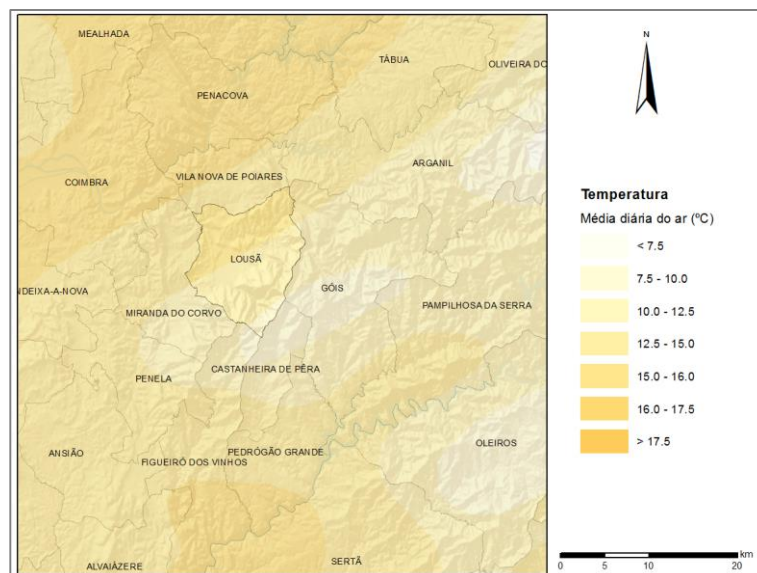 MEALHADA
TÁBUA
OLIVEIRA DO
PENACOVA
ARGANIL
COIMBRA
VILA NOVA DE POIARES
LOUSÃ
NDEIXA-A-NOVA
GÓIS
PAMPILHOSA DA SERRA
MIRANDA DO CORVO
CASTANHEIRA DE PÊRA
PENELA
OLEIROS
ANSIÃO
PEDRÓGÃO GRANDE
FIGUEIRÓ DOS VINHOS
ALVAIÁZERE
SERTÃ
N
Temperatura
Média diária do ar (ºC)
< 7.5
7.5 - 10.0
10.0 - 12.5
12.5 - 15.0
15.0 - 16.0
16.0 - 17.5
> 17.5
km
0 5 10 20